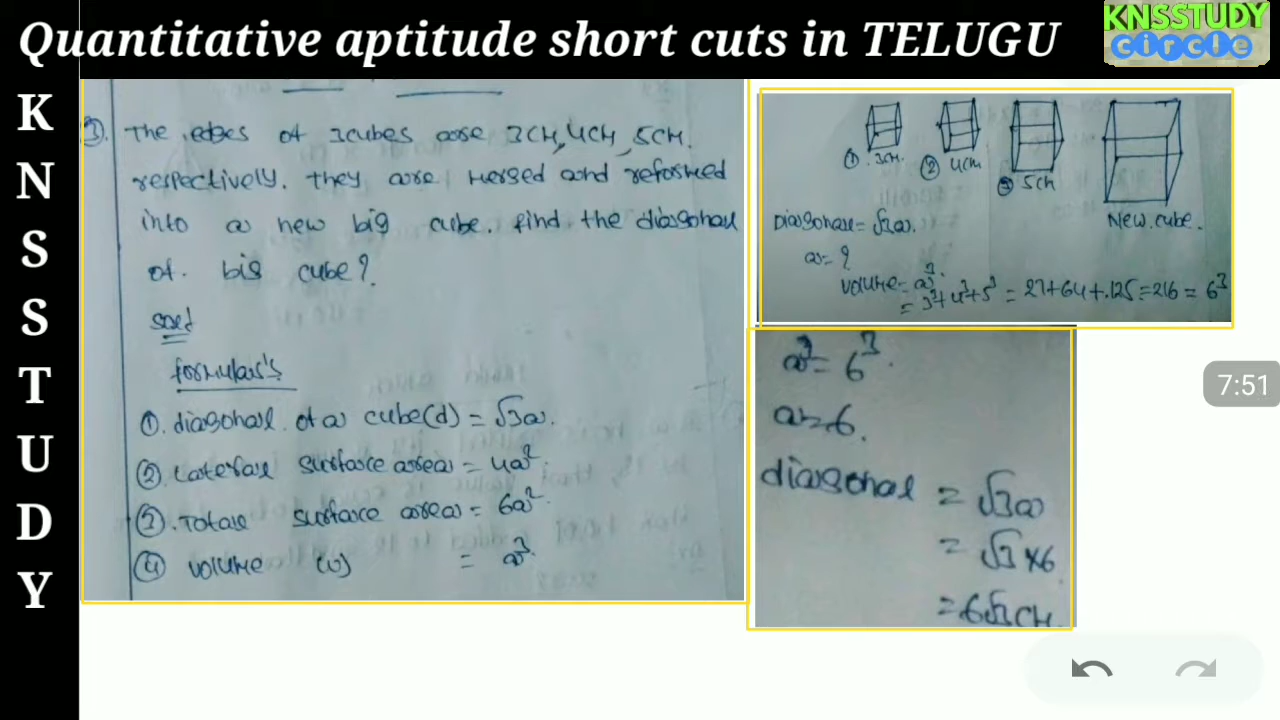 Quantitative aptitude short cuts in TELUGU
KNSSTUDY
circle
K
N
S
S
T
U
D
Y
3. The edges of 3cubes are 3CM, 4CM, 5CM.
respectively. They are merged and reformed
into a new big cube. find the diagonal
of big cube?
Sol
formulas's
①. diagonal of a cube(d) = √3a.
② Lateral surface area = 4a².
③. Total surface area = 6a².
④ volume (v) = a³.
① 3cm.
② 4cm
③ 5cm
New cube.
Diagonal = √3a.
a = ?
volume = a³.
= 3³+4³+5³ = 27+64+125=216 = 6³
a³ = 6³.
a=6.
diagonal = √3a
= √3 x6
= 6√3 CM.
7:51